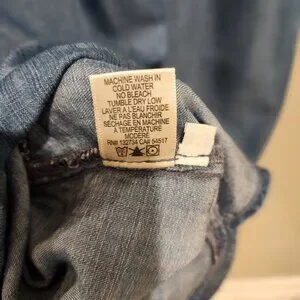 MACHINE WASH IN
COLD WATER
NO BLEACH
TUMBLE DRY LOW
LAVER A L'EAU FROIDE
NE PAS BLANCHIR
SÉCHAGE EN MACHINE
À TEMPÉRATURE
MODÉRÉ
RN# 132734 CA# 54517